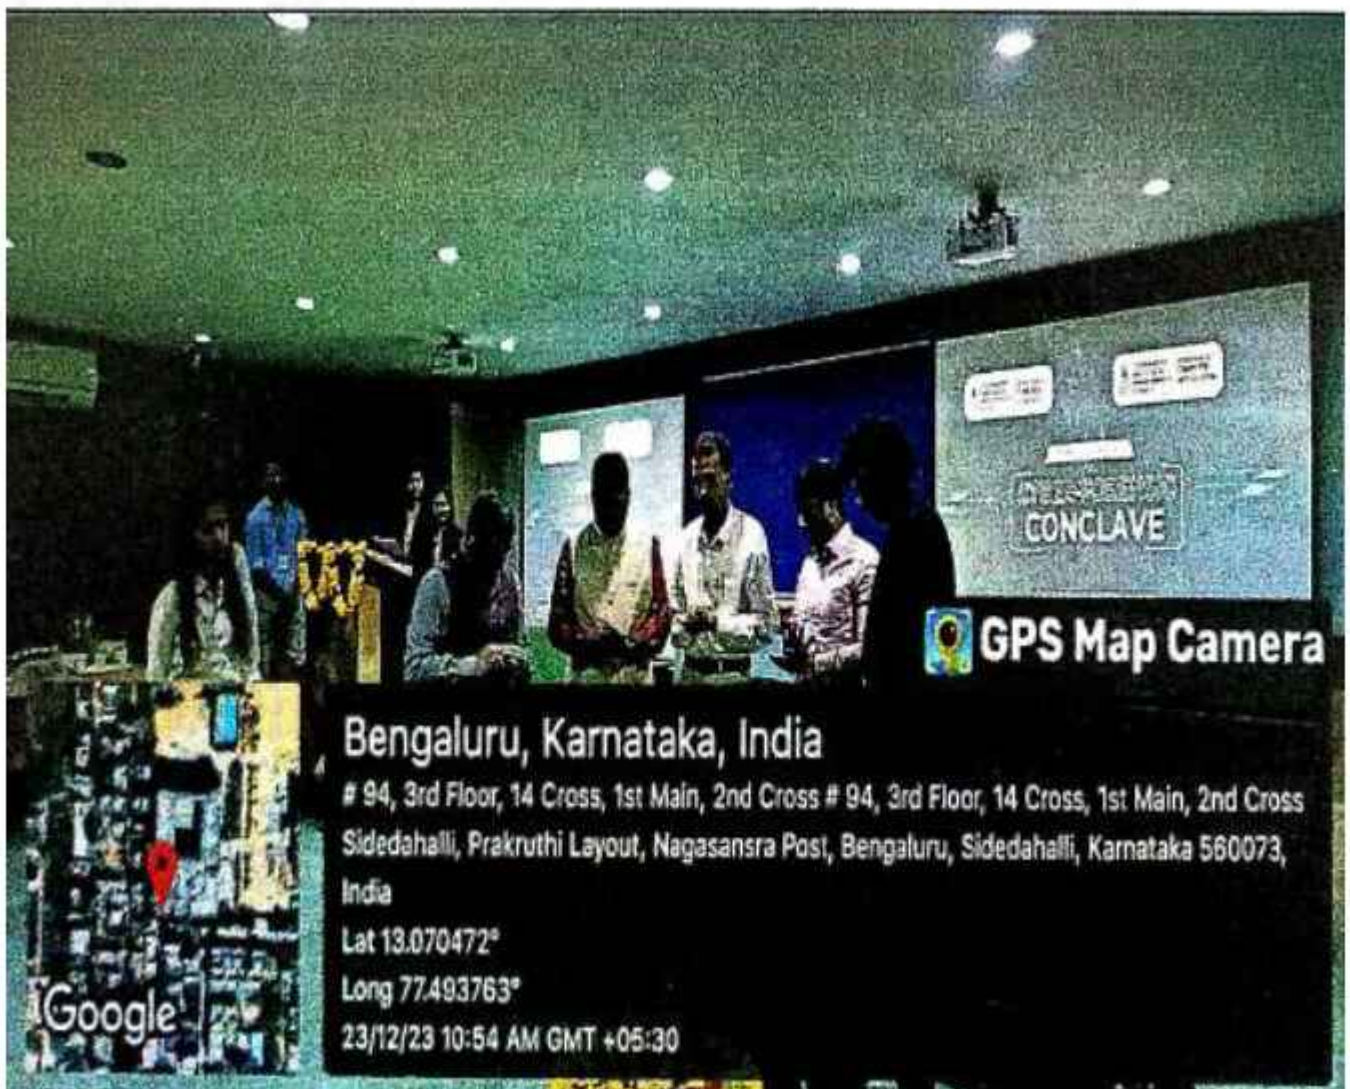 CONCLAVE
GPS Map Camera
Bengaluru, Karnataka, India
# 94, 3rd Floor, 14 Cross, 1st Main, 2nd Cross # 94, 3rd Floor, 14 Cross, 1st Main, 2nd Cross
Sidedahalli, Prakruthi Layout, Nagasansra Post, Bengaluru, Sidedahalli, Karnataka 560073,
India
Lat 13.070472°
Long 77.493763°
23/12/23 10:54 AM GMT +05:30
Google